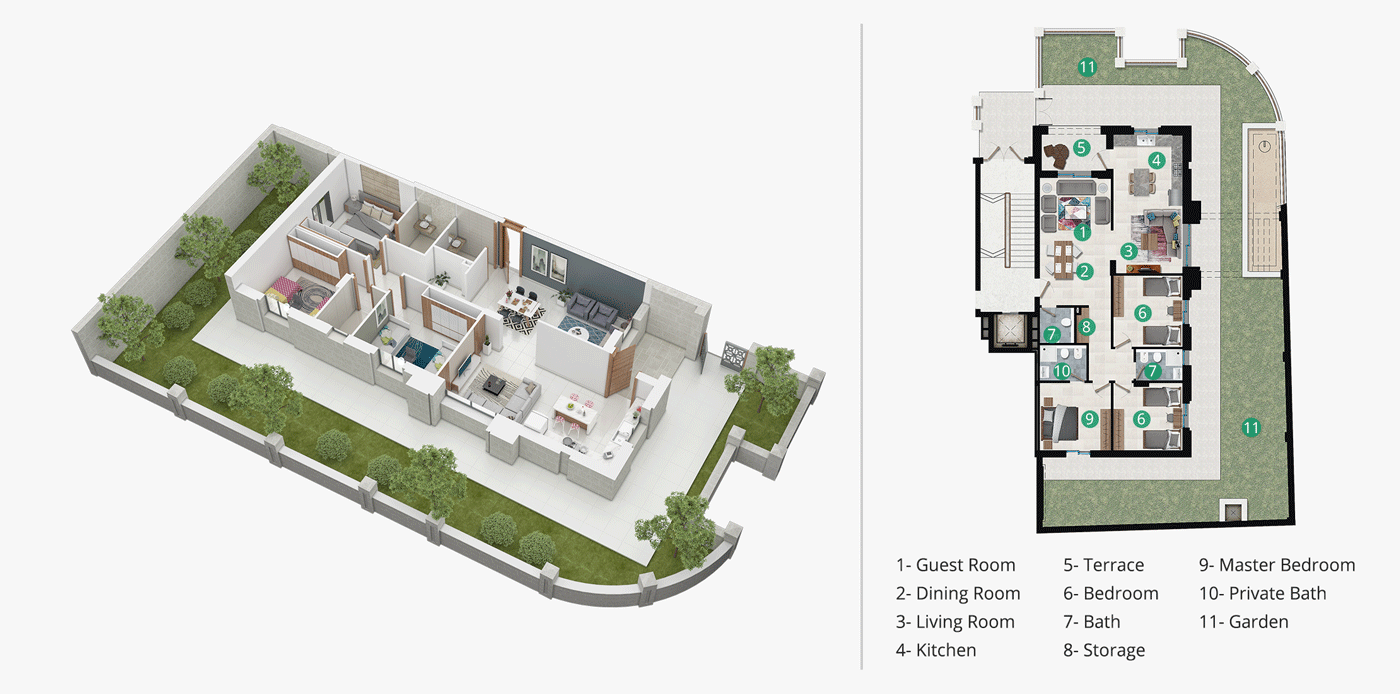 11
5
4
1
3
2
6
7
8
10
7
9
6
11
1- Guest Room
2- Dining Room
3- Living Room
4- Kitchen
5- Terrace
6- Bedroom
7- Bath
8- Storage
9- Master Bedroom
10- Private Bath
11- Garden